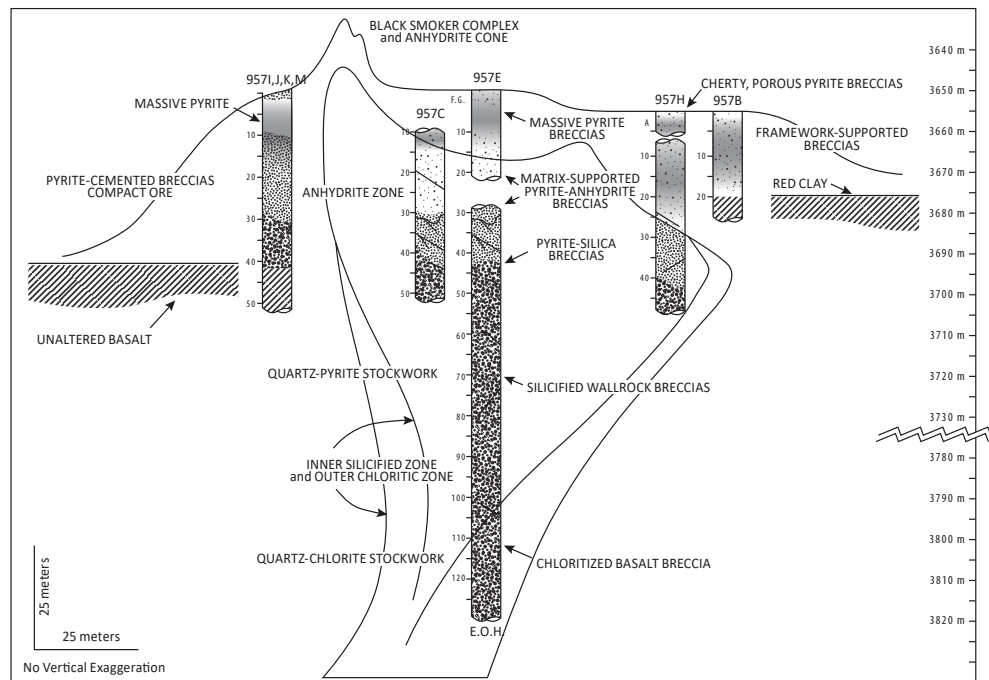 BLACK SMOKER COMPLEX
and ANHYDRITE CONE
3640 m
957I,J,K,M
957E
3650 m
CHERTY, POROUS PYRITE BRECCIAS
MASSIVE PYRITE
F.G.
957H
957B
957C
A
MASSIVE PYRITE
BRECCIAS
FRAMEWORK-SUPPORTED
BRECCIAS
3660 m
10
10
10
10
10
PYRITE-CEMENTED BRECCIAS
COMPACT ORE
ANHYDRITE ZONE
MATRIX-SUPPORTED
PYRITE-ANHYDRITE
BRECCIAS
RED CLAY
3670 m
20
20
20
20
20
3680 m
30
30
30
30
PYRITE-SILICA
BRECCIAS
3690 m
40
40
40
40
3700 m
50
50
50
UNALTERED BASALT
3710 m
60
QUARTZ-PYRITE STOCKWORK
70
SILICIFIED WALLROCK BRECCIAS
3720 m
80
3730 m
90
INNER SILICIFIED ZONE
and OUTER CHLORITIC ZONE
3780 m
100
3790 m
110
3800 m
QUARTZ-CHLORITE STOCKWORK
CHLORITIZED BASALT BRECCIA
120
3810 m
3820 m
E.O.H.
25 meters
25 meters
No Vertical Exaggeration